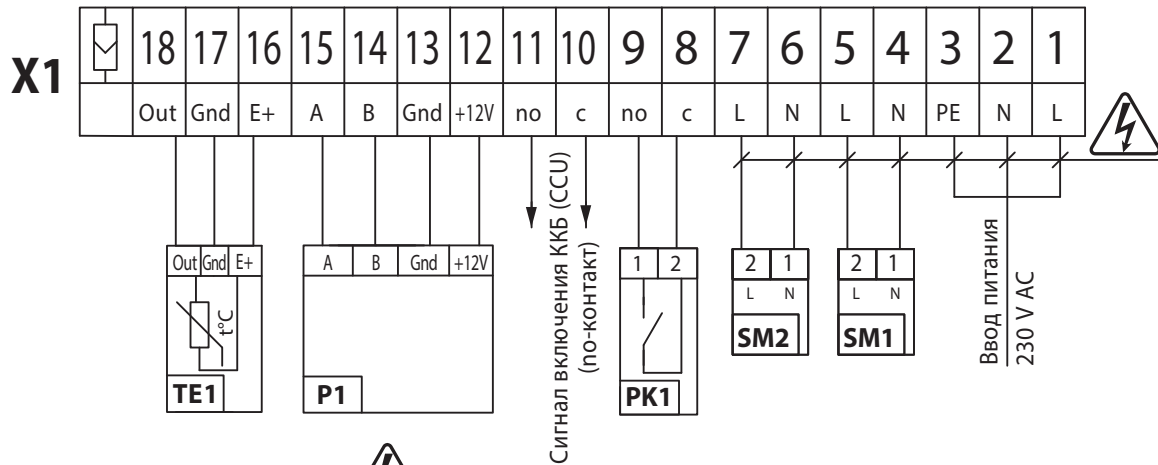 X1
18 17 16 15 14 13 12 11 10 9 8 7 6 5 4 3 2 1
Out Gnd E+ A B Gnd +12V no c no c L N L N PE N L
Out Gnd E+
t°C
TE1
A B Gnd +12V
P1
Сигнал включения ККБ (CCU)
(no-контакт)
1 2
PK1
2 1
L N
SM2
2 1
L N
SM1
Ввод питания
230 V AC